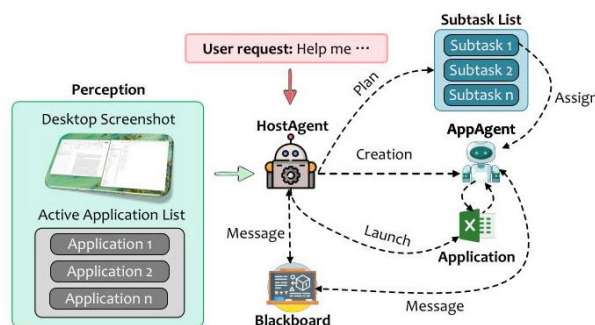 User request: Help me ...
Subtask List
Subtask 1
Subtask 2
Subtask n
Perception
Desktop Screenshot
Active Application List
Application 1
Application 2
Application n
HostAgent
Plan
Assign
AppAgent
Creation
Message
Launch
Application
Message
Blackboard